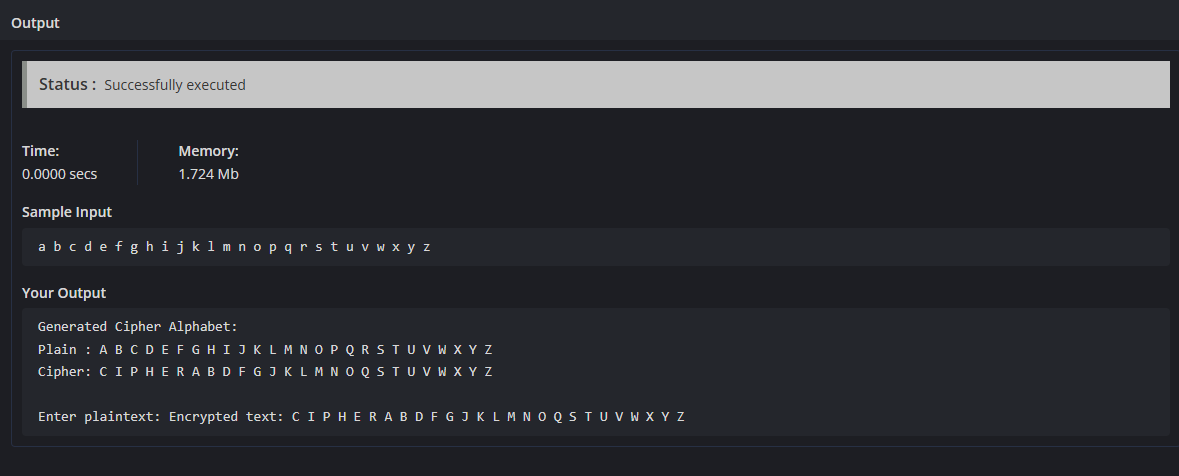 Output
Status : Successfully executed
Time:
Memory:
0.0000 secs
1.724 Mb
Sample Input
a b c d e f g h i j k l m n o p q r s t u v w x y z
Your Output
Generated Cipher Alphabet:
Plain : A B C D E F G H I J K L M N O P Q R S T U V W X Y Z
Cipher: C I P H E R A B D F G J K L M N O Q S T U V W X Y Z
Enter plaintext: Encrypted text: C I P H E R A B D F G J K L M N O Q S T U V W X Y Z